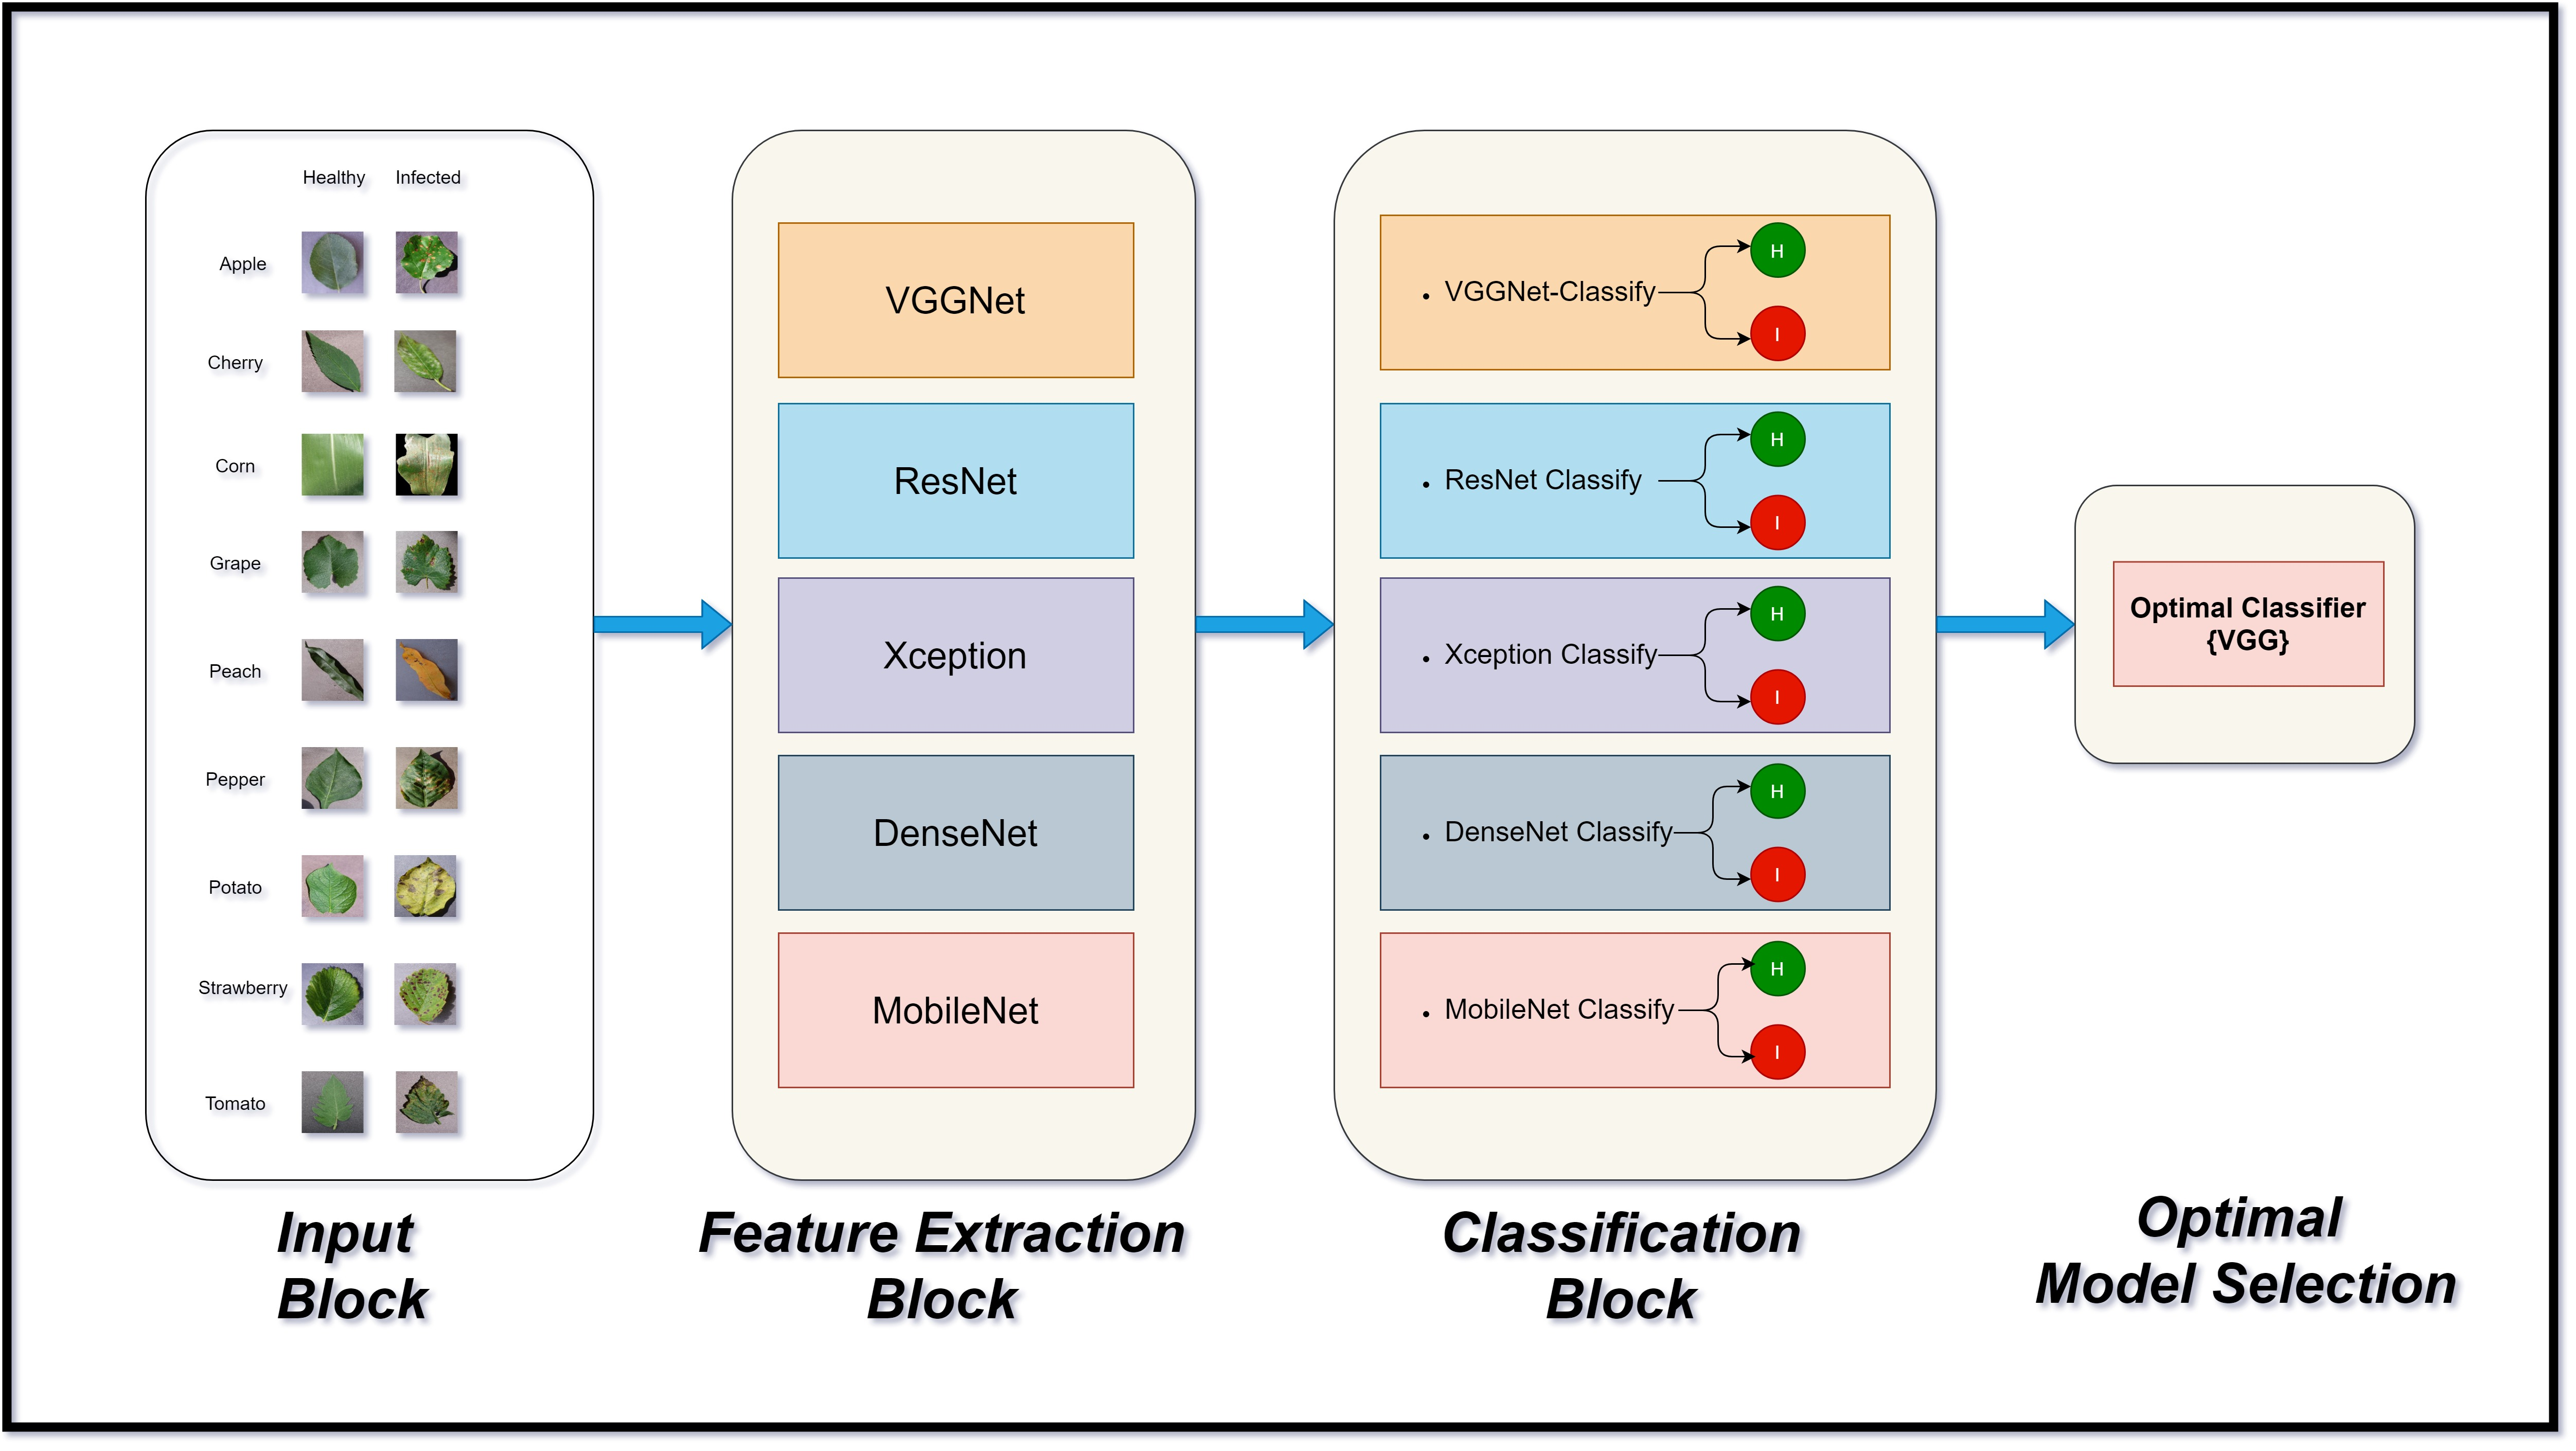 Healthy Infected
Apple
Cherry
Corn
Grape
Peach
Pepper
Potato
Strawberry
Tomato
Input
Block
VGGNet
ResNet
Xception
DenseNet
MobileNet
Feature Extraction
Block
• VGGNet-Classify
H
I
• ResNet Classify
H
I
• Xception Classify
H
I
• DenseNet Classify
H
I
• MobileNet Classify
H
I
Classification
Block
Optimal Classifier
{VGG}
Optimal
Model Selection